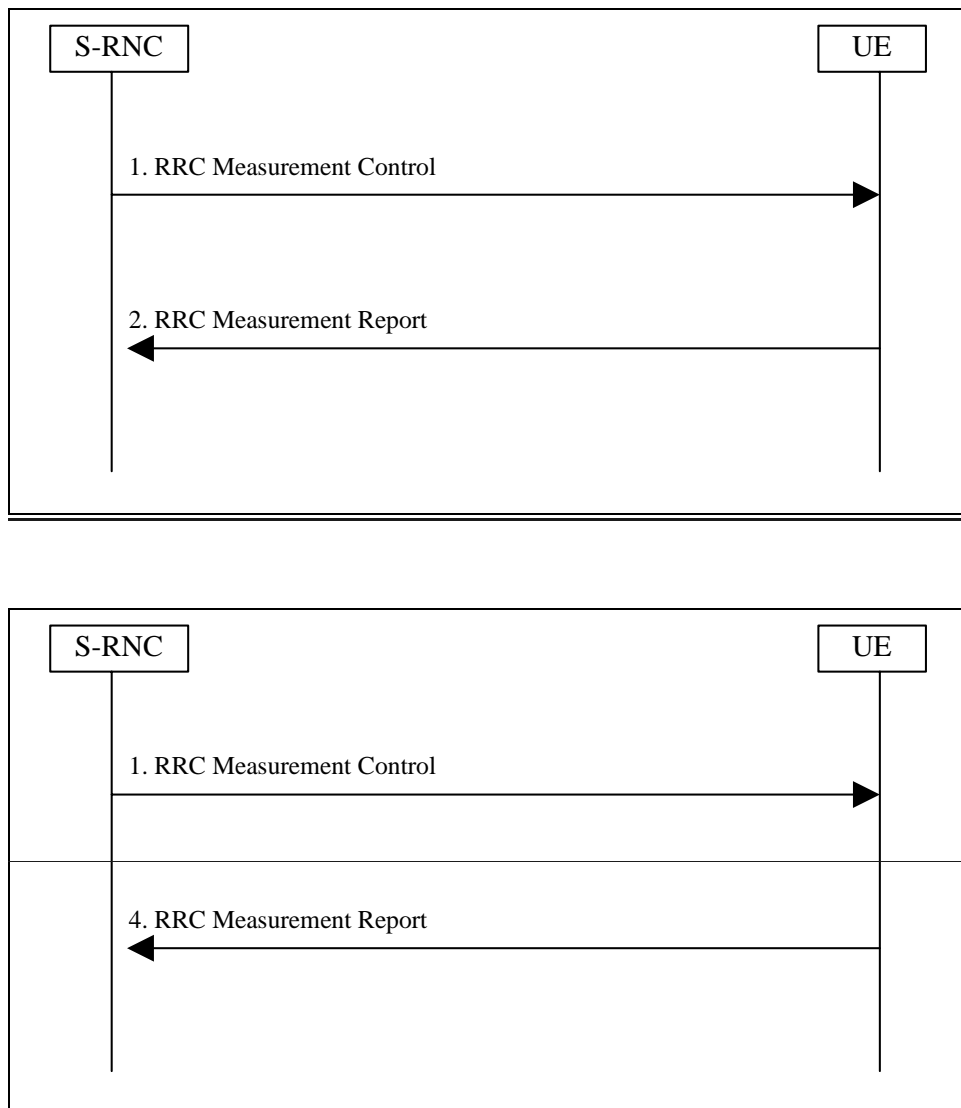 S-RNC
UE
1. RRC Measurement Control
2. RRC Measurement Report
S-RNC
UE
1. RRC Measurement Control
4. RRC Measurement Report